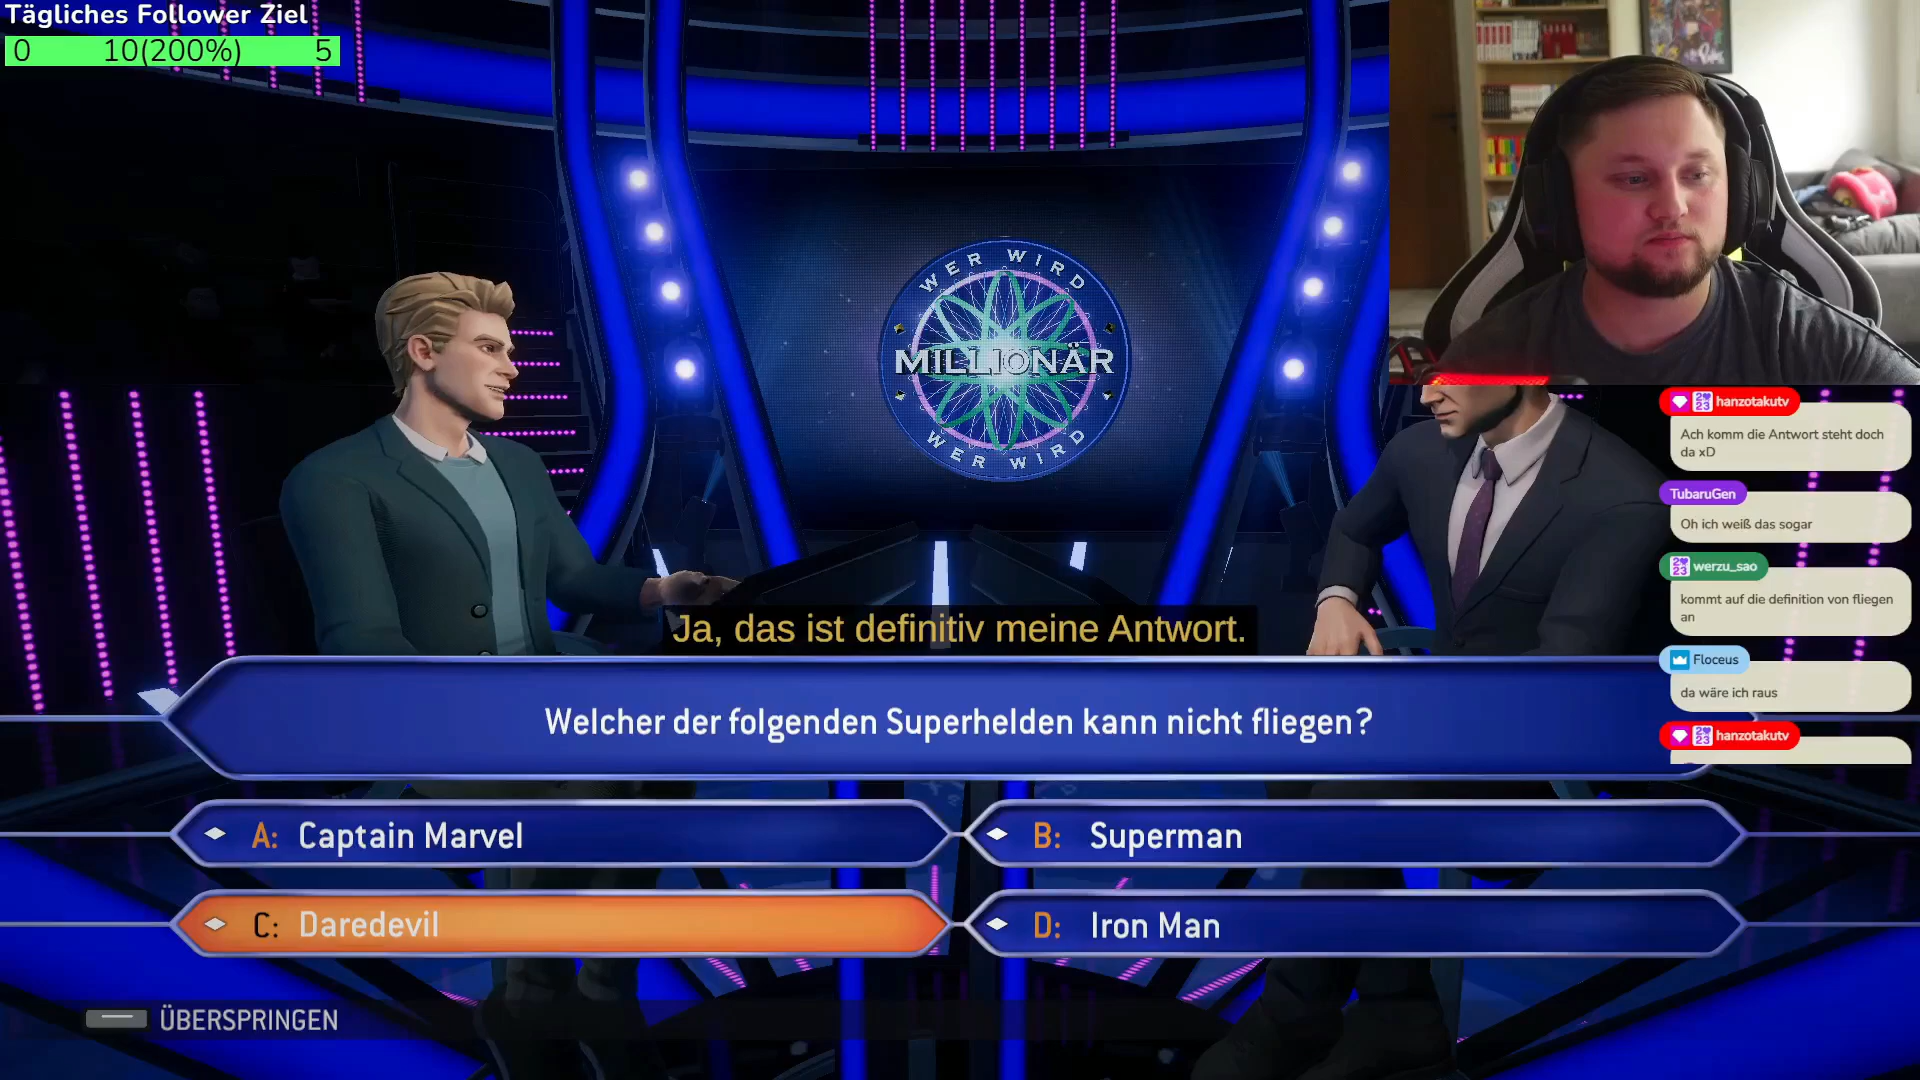 Tägliches Follower Ziel
0 10(200%) 5
WER WIRD
MILLIONÄR
WER WIRD
hanzotakutv
Ach komm die Antwort steht doch
da xD
TubaruGen
Oh ich weiß das sogar
werzu_sao
kommt auf die definition von fliegen
an
Floceus
da wäre ich raus
hanzotakutv
Ja, das ist definitiv meine Antwort.
Welcher der folgenden Superhelden kann nicht fliegen?
A: Captain Marvel
B: Superman
C: Daredevil
D: Iron Man
ÜBERSPRINGEN